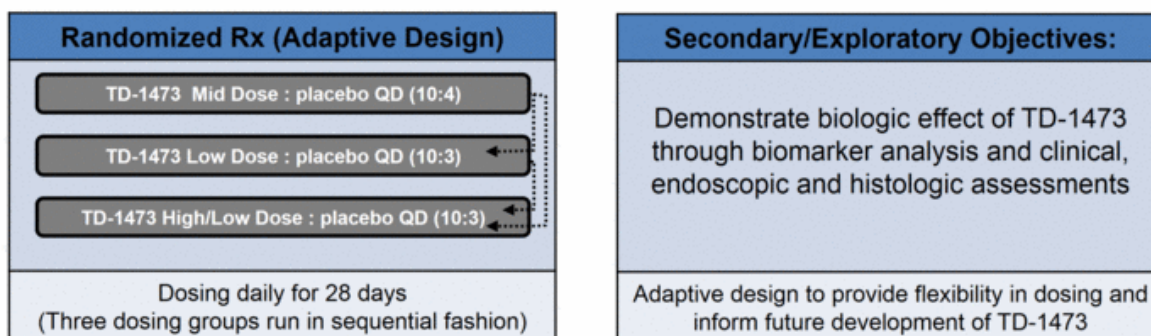 Randomized Rx (Adaptive Design)
TD-1473 Mid Dose : placebo QD (10:4)
TD-1473 Low Dose : placebo QD (10:3)
TD-1473 High/Low Dose : placebo QD (10:3)
Dosing daily for 28 days
(Three dosing groups run in sequential fashion)
Secondary/Exploratory Objectives:
Demonstrate biologic effect of TD-1473
through biomarker analysis and clinical,
endoscopic and histologic assessments
Adaptive design to provide flexibility in dosing and
inform future development of TD-1473